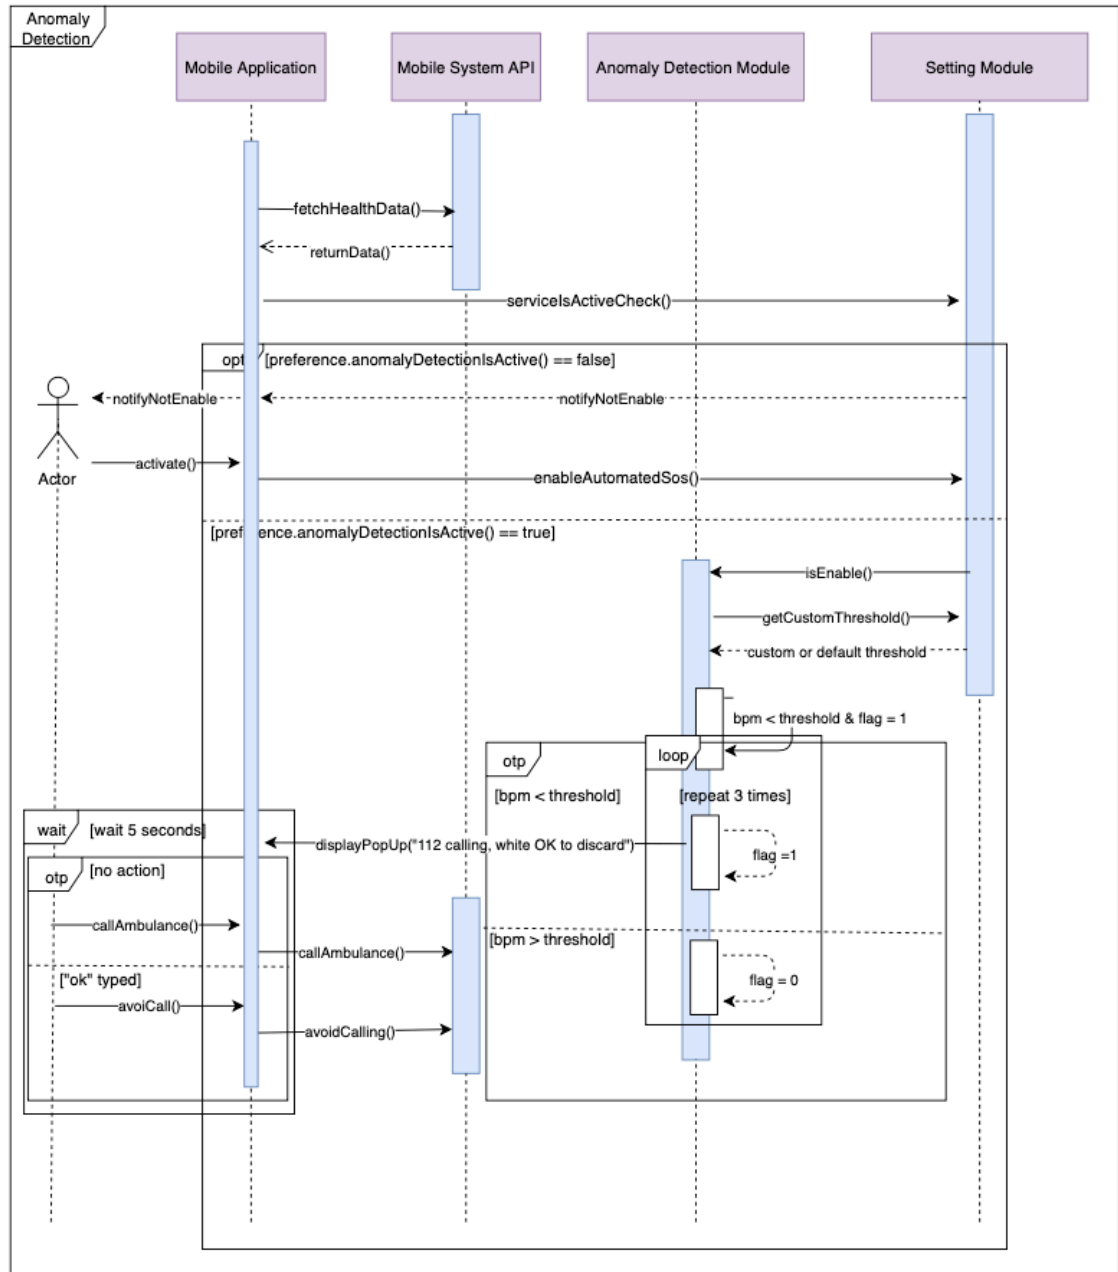 Anomaly
Detection
Mobile Application
Mobile System API
Anomaly Detection Module
Setting Module
fetchHealthData()
returnData()
serviceIsActiveCheck()
opt
[preference.anomalyDetectionIsActive() == false]
notifyNotEnable
notifyNotEnable
Actor
activate()
enableAutomatedSos()
[preference.anomalyDetectionIsActive() == true]
isEnable()
getCustomThreshold()
custom or default threshold
bpm < threshold & flag = 1
otp
loop
[bpm < threshold]
[repeat 3 times]
wait
[wait 5 seconds]
displayPopUp("112 calling, white OK to discard")
flag =1
otp
[no action]
callAmbulance()
callAmbulance()
[bpm > threshold]
["ok" typed]
flag = 0
avoiCall()
avoidCalling()